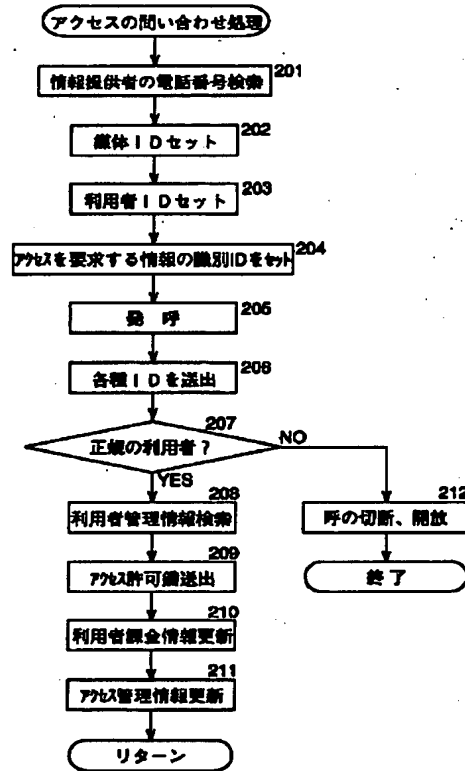 アクセスの問い合わせ処理
201
情報提供者の電話番号検索
202
媒体IDセット
203
利用者IDセット
204
アクセスを要求する情報の識別IDをセット
205
発 呼
206
各種IDを送出
207
正規の利用者？
NO
YES
208
利用者管理情報検索
212
呼の切断、開放
209
アクセス許可鍵送出
終了
210
利用者課金情報更新
211
アクセス管理情報更新
リターン